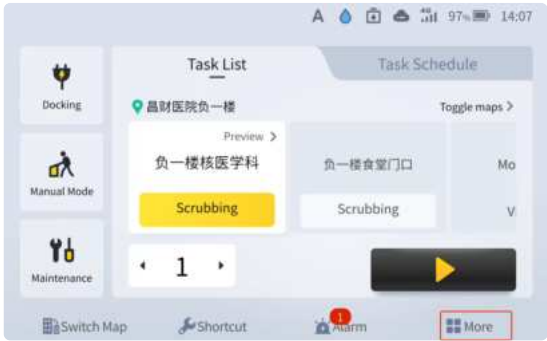 A 4G 97% 14:07
Docking
Manual Mode
Maintenance
Task List
Task Schedule
昌财医院负一楼
Toggle maps >
Preview >
负一楼核医学科
Scrubbing
负一楼食堂门口
Scrubbing
Mo
V
1
Switch Map
Shortcut
1
Alarm
More